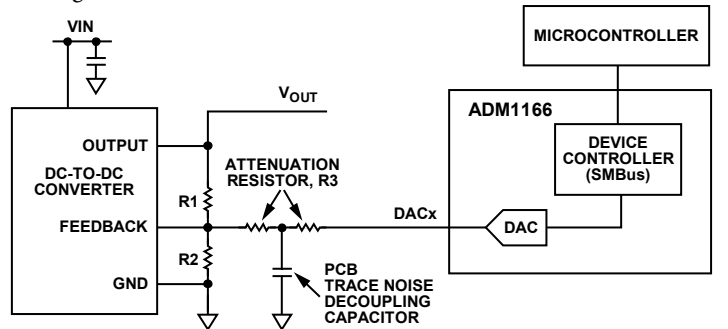 VIN
MICROCONTROLLER
VOUT
ADM1166
OUTPUT
DC-TO-DC
CONVERTER
ATTENUATION
RESISTOR, R3
DEVICE
CONTROLLER
(SMBus)
R1
FEEDBACK
DACx
DAC
R2
GND
PCB
TRACE NOISE
DECOUPLING
CAPACITOR